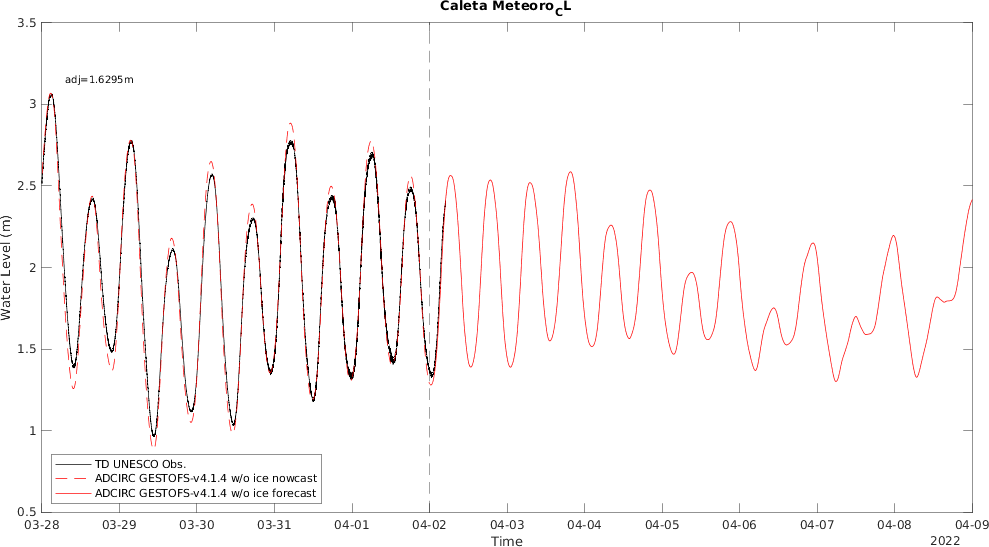 Caleta Meteoro_CL
adj=1.6295m
3.5
3
2.5
2
1.5
1
0.5
Water Level (m)
TD UNESCO Obs.
ADCIRC GESTOFS-v4.1.4 w/o ice nowcast
ADCIRC GESTOFS-v4.1.4 w/o ice forecast
03-28 03-29 03-30 03-31 04-01 04-02 04-03 04-04 04-05 04-06 04-07 04-08 04-09
Time
2022